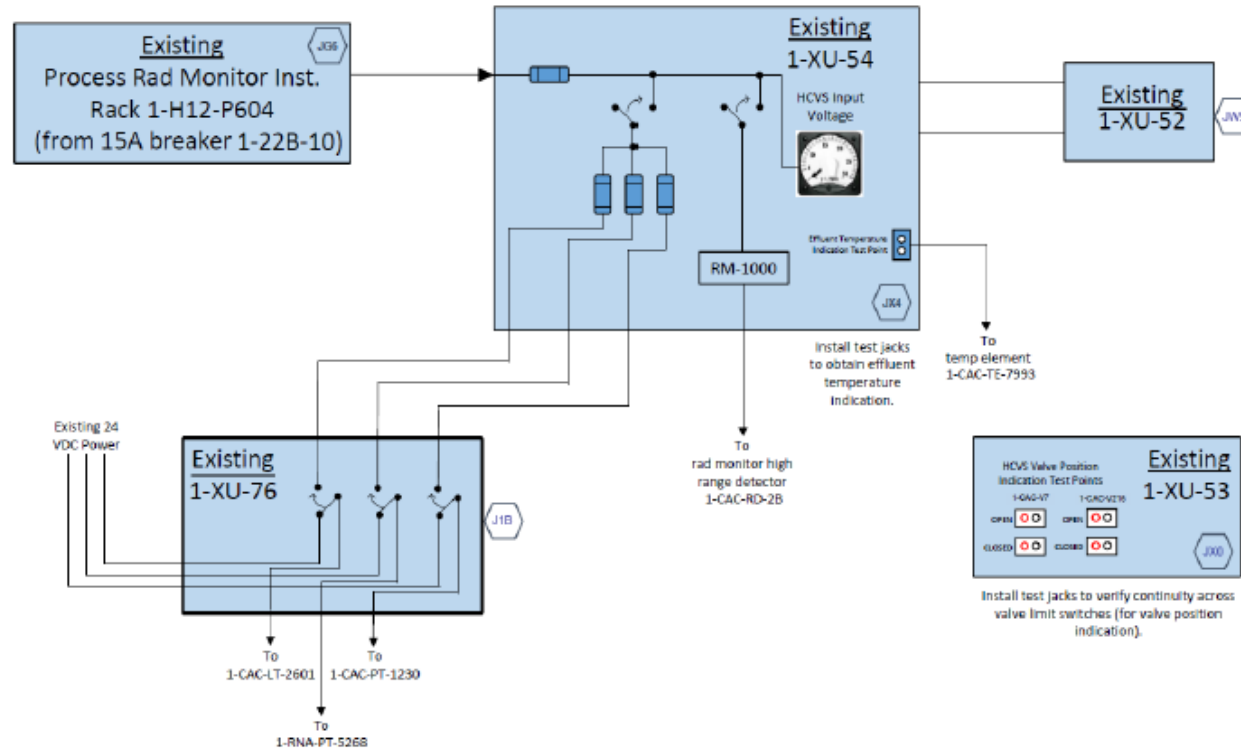 Existing
JG6
Process Rad Monitor Inst.
Rack 1-H12-P604
(from 15A breaker 1-22B-10)
Existing
1-XU-54
HCVS Input
Voltage
Effluent Temperature
Indication Test Point
RM-1000
JX4
Existing
1-XU-52
Install test jacks
to obtain effluent
temperature
indication.
To
temp element
1-CAC-TE-7993
To
rad monitor high
range detector
1-CAC-RD-2B
Existing 24
VDC Power
Existing
1-XU-76
J1B
To
1-CAC-LT-2601
To
1-CAC-PT-1230
To
1-RNA-PT-5268
HCVS Valve Position
Indication Test Points
Existing
1-XU-53
OPEN
OPEN
CLOSED
CLOSED
JX0
Install test jacks to verify continuity across
valve limit switches (for valve position
indication).